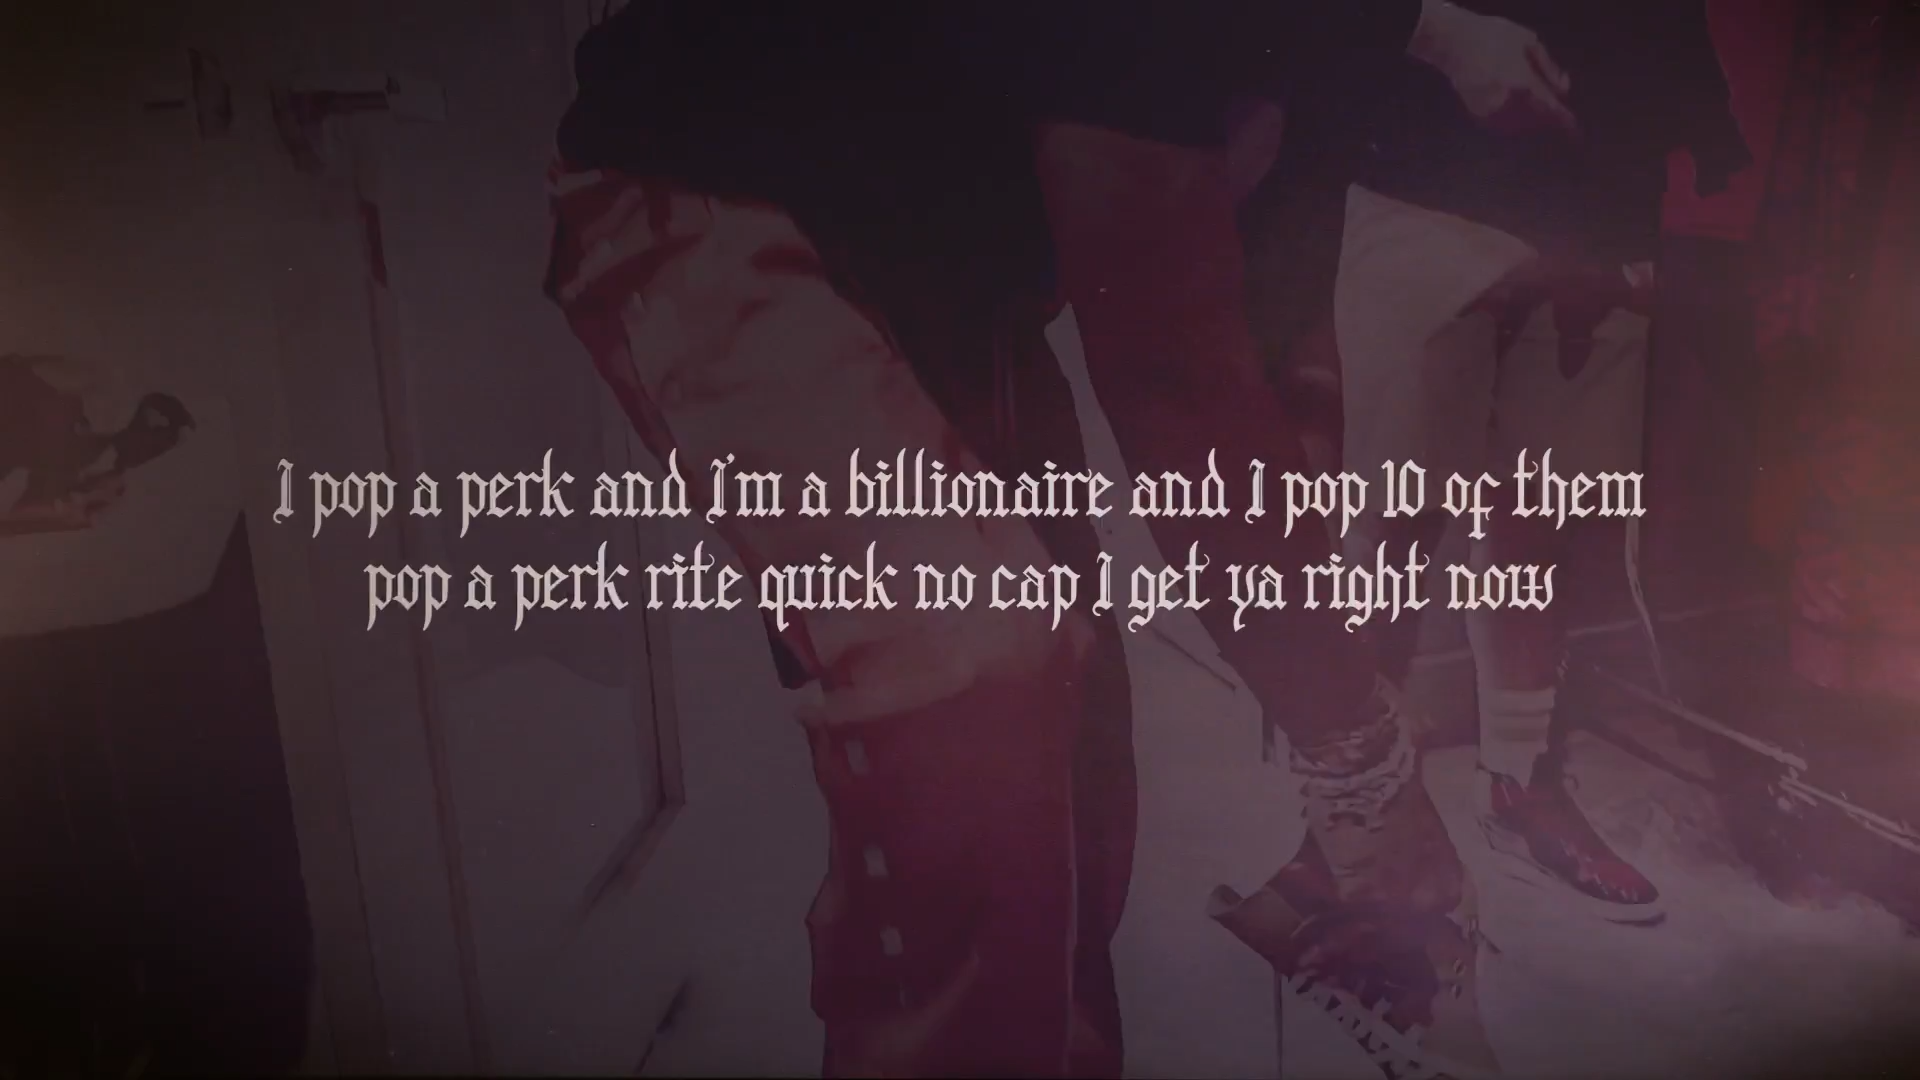 I pop a perk and I'm a billionaire and I pop 10 of them
pop a perk rite quick no cap I get ya right now